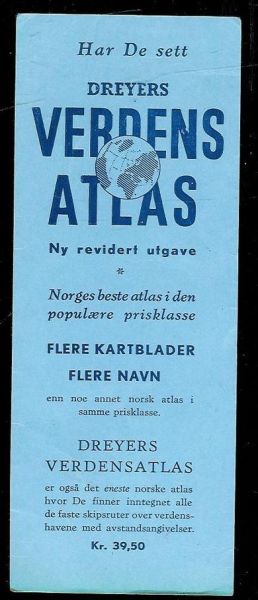 Har De sett
DREYERS
VERDENS
ATLAS
Ny revidert utgave
*
Norges beste atlas i den
populære prisklasse
FLERE KARTBLADER
FLERE NAVN
enn noe annet norsk atlas i
samme prisklasse.
DREYERS
VERDENSATLAS
er også det eneste norske atlas
hvor De finner inntegnet alle
de faste skipsruter over verdens-
havene med avstandsangivelser.
Kr. 39,50